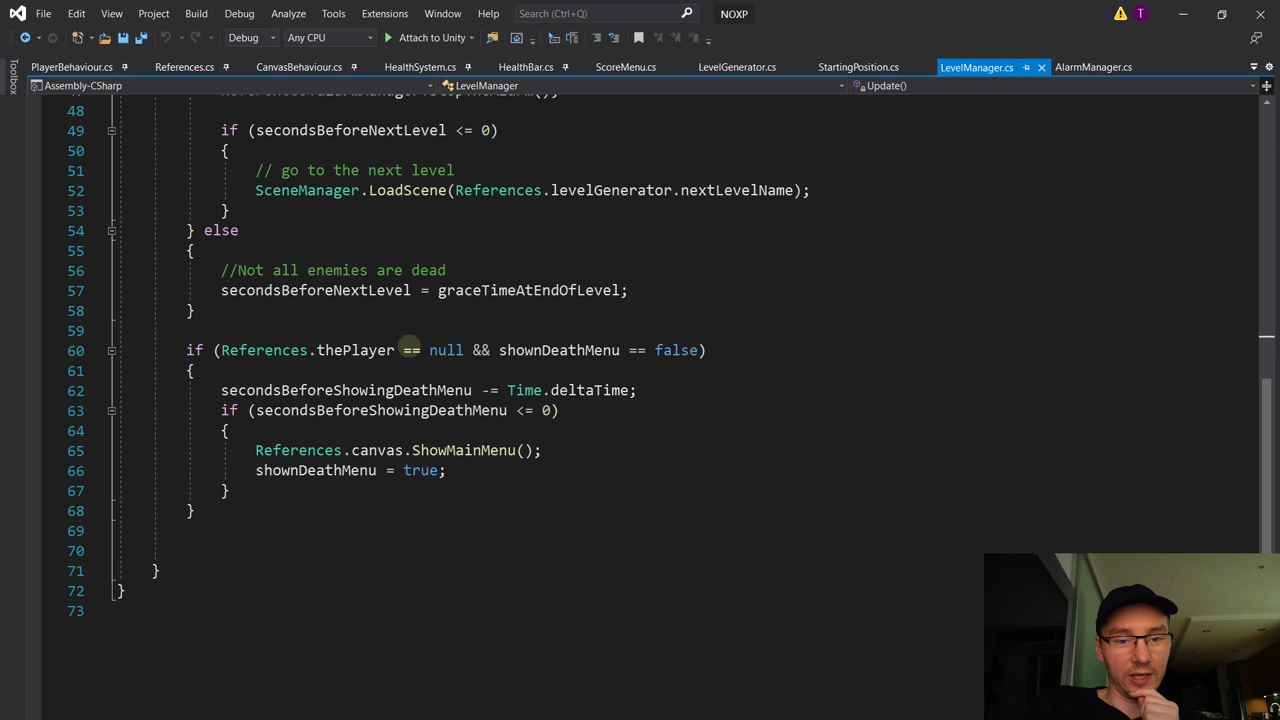 File Edit View Project Build Debug Analyze Tools Extensions Window Help Search (Ctrl+Q) NOXP T
Debug Any CPU Attach to Unity
PlayerBehaviour.cs References.cs CanvasBehaviour.cs HealthSystem.cs HealthBar.cs ScoreMenu.cs LevelGenerator.cs StartingPosition.cs LevelManager.cs AlarmManager.cs
Toolbox
Assembly-CSharp LevelManager Update()
48
49 if (secondsBeforeNextLevel <= 0)
50 {
51 // go to the next level
52 SceneManager.LoadScene(References.levelGenerator.nextLevelName);
53 }
54 } else
55 {
56 //Not all enemies are dead
57 secondsBeforeNextLevel = graceTimeAtEndOfLevel;
58 }
59
60 if (References.thePlayer == null && shownDeathMenu == false)
61 {
62 secondsBeforeShowingDeathMenu -= Time.deltaTime;
63 if (secondsBeforeShowingDeathMenu <= 0)
64 {
65 References.canvas.ShowMainMenu();
66 shownDeathMenu = true;
67 }
68 }
69
70
71 }
72 }
73